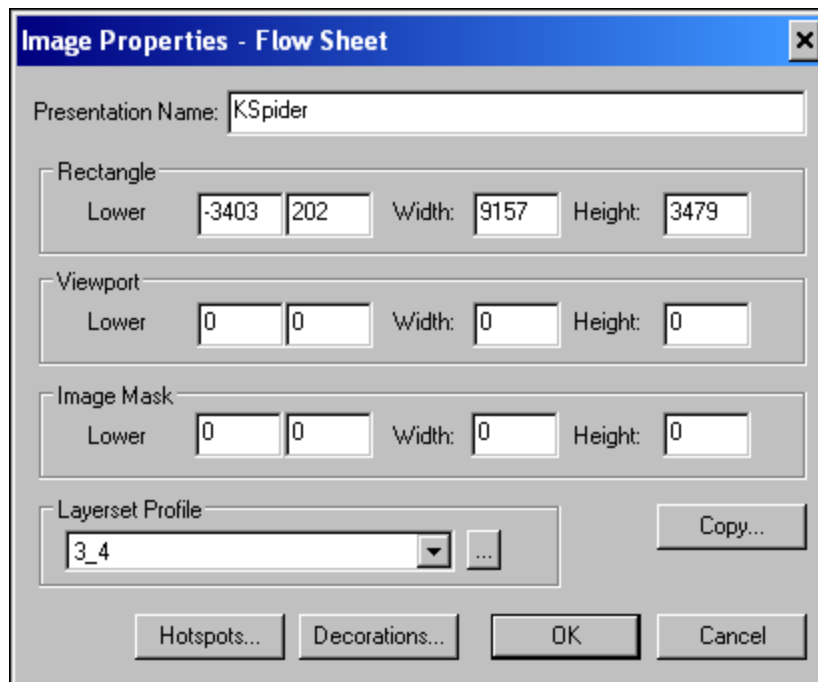 Image Properties - Flow Sheet
Presentation Name: KSpider
Rectangle
Lower -3403 202 Width: 9157 Height: 3479
Viewport
Lower 0 0 Width: 0 Height: 0
Image Mask
Lower 0 0 Width: 0 Height: 0
Layerset Profile
3_4 ... Copy...
Hotspots... Decorations... OK Cancel